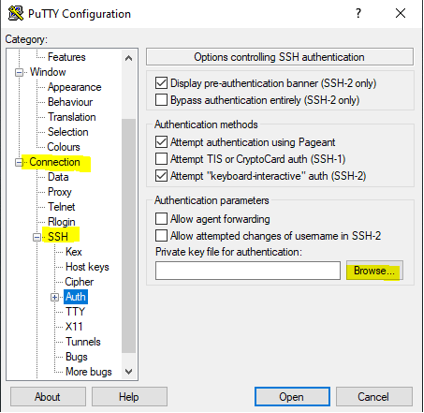 PuTTY Configuration
?
Category:
Features
Window
Appearance
Behaviour
Translation
Selection
Colours
Connection
Data
Proxy
Telnet
Rlogin
SSH
Kex
Host keys
Cipher
Auth
TTY
X11
Tunnels
Bugs
More bugs
Options controlling SSH authentication
Display pre-authentication banner (SSH-2 only)
Bypass authentication entirely (SSH-2 only)
Authentication methods
Attempt authentication using Pageant
Attempt TIS or CryptoCard auth (SSH-1)
Attempt "keyboard-interactive" auth (SSH-2)
Authentication parameters
Allow agent forwarding
Allow attempted changes of username in SSH-2
Private key file for authentication:
Browse...
About
Help
Open
Cancel